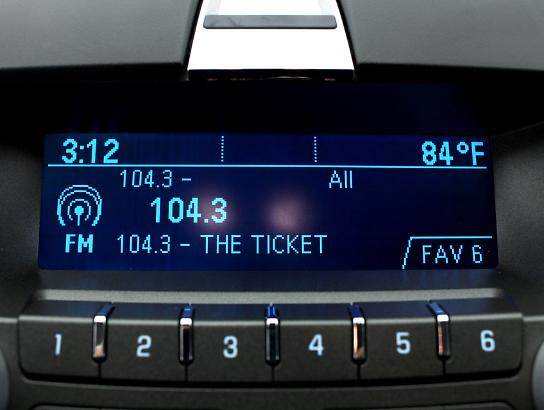 3:12 84°F
104.3 - All
104.3
FM 104.3 - THE TICKET FAV 6
1 2 3 4 5 6